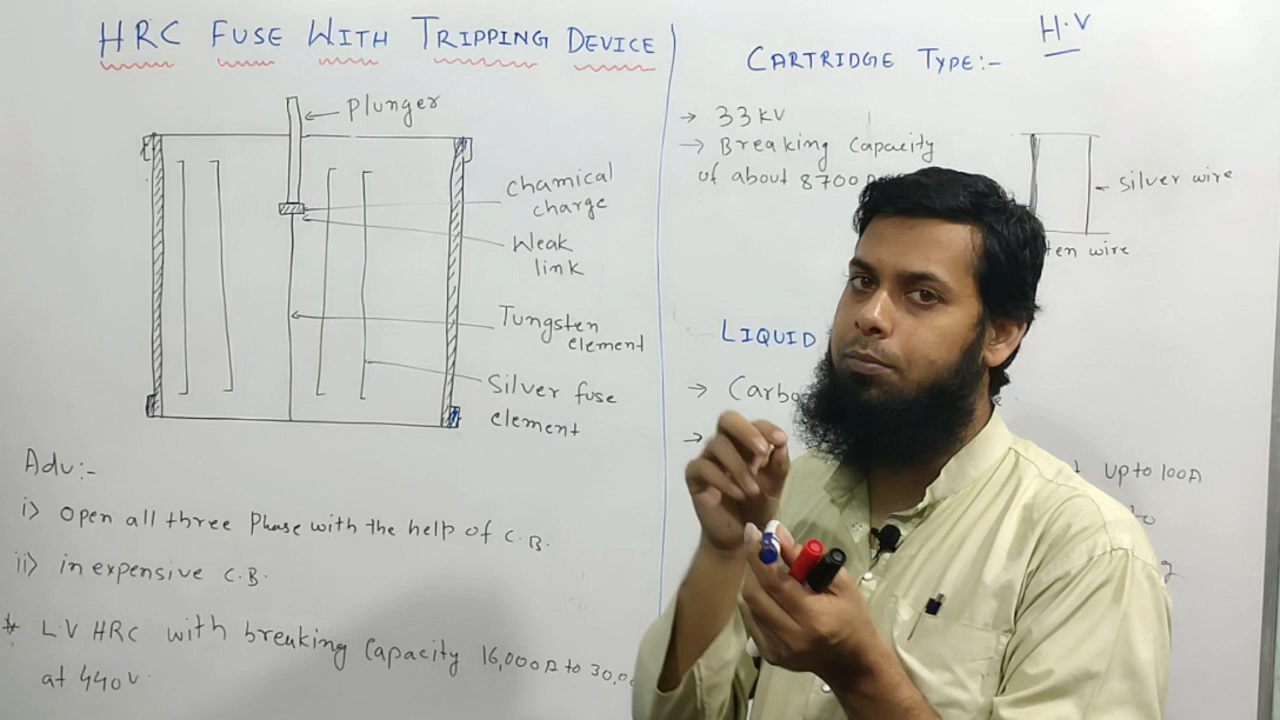 HRC FUSE WITH TRIPPING DEVICE
Plunger
chamical
charge
Weak
link
Tungsten
element
Silver fuse
element
Adv:-
i> Open all three Phase with the help of C.B.
ii> inexpensive C.B.
* L.V HRC with breaking Capacity 16,000A to 30,0
at 440V.
H.V
CARTRIDGE TYPE:-
→ 33KV
→ Breaking Capacity
of about 8700
silver wire
ten wire
LIQUID
→ Carbo
→
up to 100A